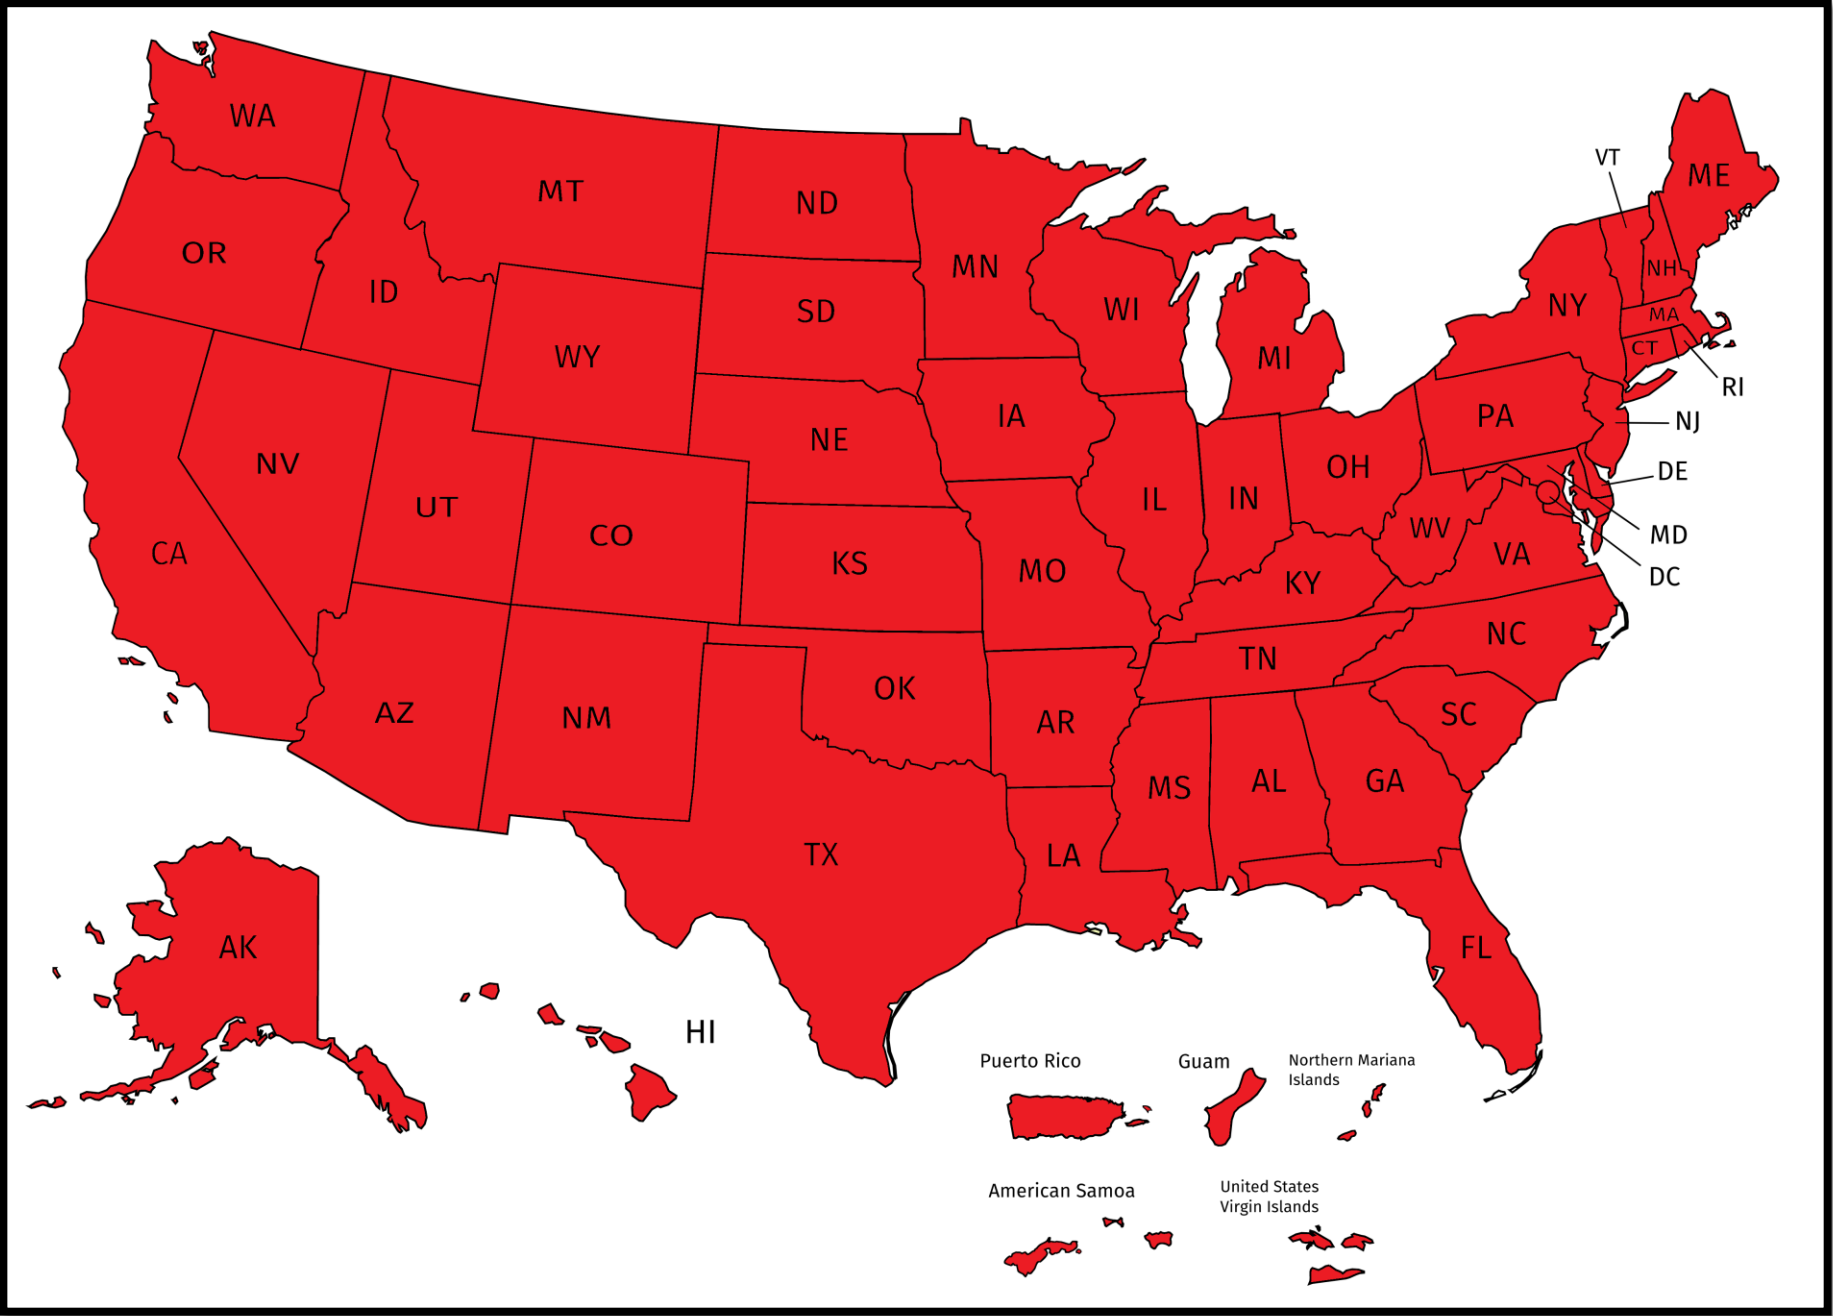 WA
MT
ND
MN
VT
ME
OR
ID
SD
WI
NY
NH
MA
CT
RI
WY
MI
IA
PA
NJ
NE
NV
UT
CO
IL
IN
OH
DE
WV
MD
DC
VA
CA
KS
MO
KY
NC
TN
AZ
NM
OK
AR
SC
MS
AL
GA
TX
LA
AK
FL
HI
Puerto Rico
Guam
Northern Mariana
Islands
American Samoa
United States
Virgin Islands